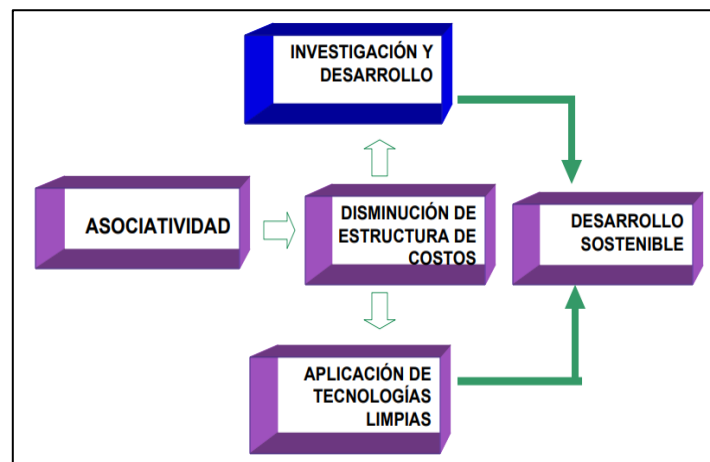 INVESTIGACIÓN Y
DESARROLLO
ASOCIATIVIDAD
DISMINUCIÓN DE
ESTRUCTURA DE
COSTOS
DESARROLLO
SOSTENIBLE
APLICACIÓN DE
TECNOLOGÍAS
LIMPIAS